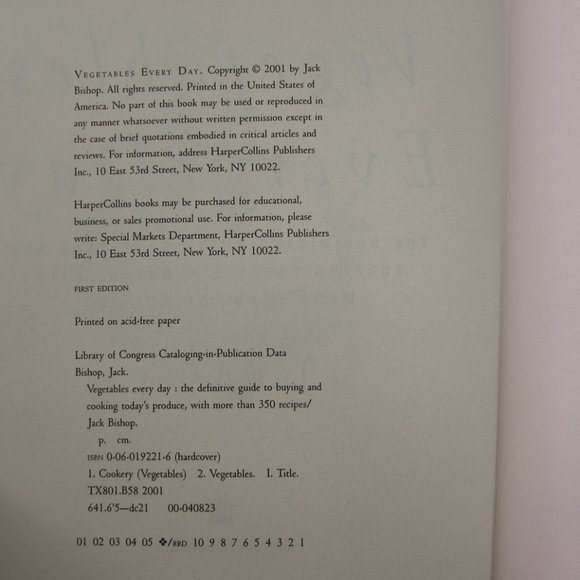 VEGETABLES EVERY DAY. Copyright © 2001 by Jack
Bishop. All rights reserved. Printed in the United States of
America. No part of this book may be used or reproduced in
any manner whatsoever without written permission except in
the case of brief quotations embodied in critical articles and
reviews. For information, address HarperCollins Publishers
Inc., 10 East 53rd Street, New York, NY 10022.
HarperCollins books may be purchased for educational,
business, or sales promotional use. For information, please
write: Special Markets Department, HarperCollins Publishers
Inc., 10 East 53rd Street, New York, NY 10022.
FIRST EDITION
Printed on acid-free paper
Library of Congress Cataloging-in-Publication Data
Bishop, Jack.
Vegetables every day : the definitive guide to buying and
cooking today's produce, with more than 350 recipes/
Jack Bishop.
p. cm.
ISBN 0-06-019221-6 (hardcover)
1. Cookery (Vegetables) 2. Vegetables. I. Title.
TX801.B58 2001
641.6'5—dc21 00-040823
01 02 03 04 05 ❖/RRD 10 9 8 7 6 5 4 3 2 1